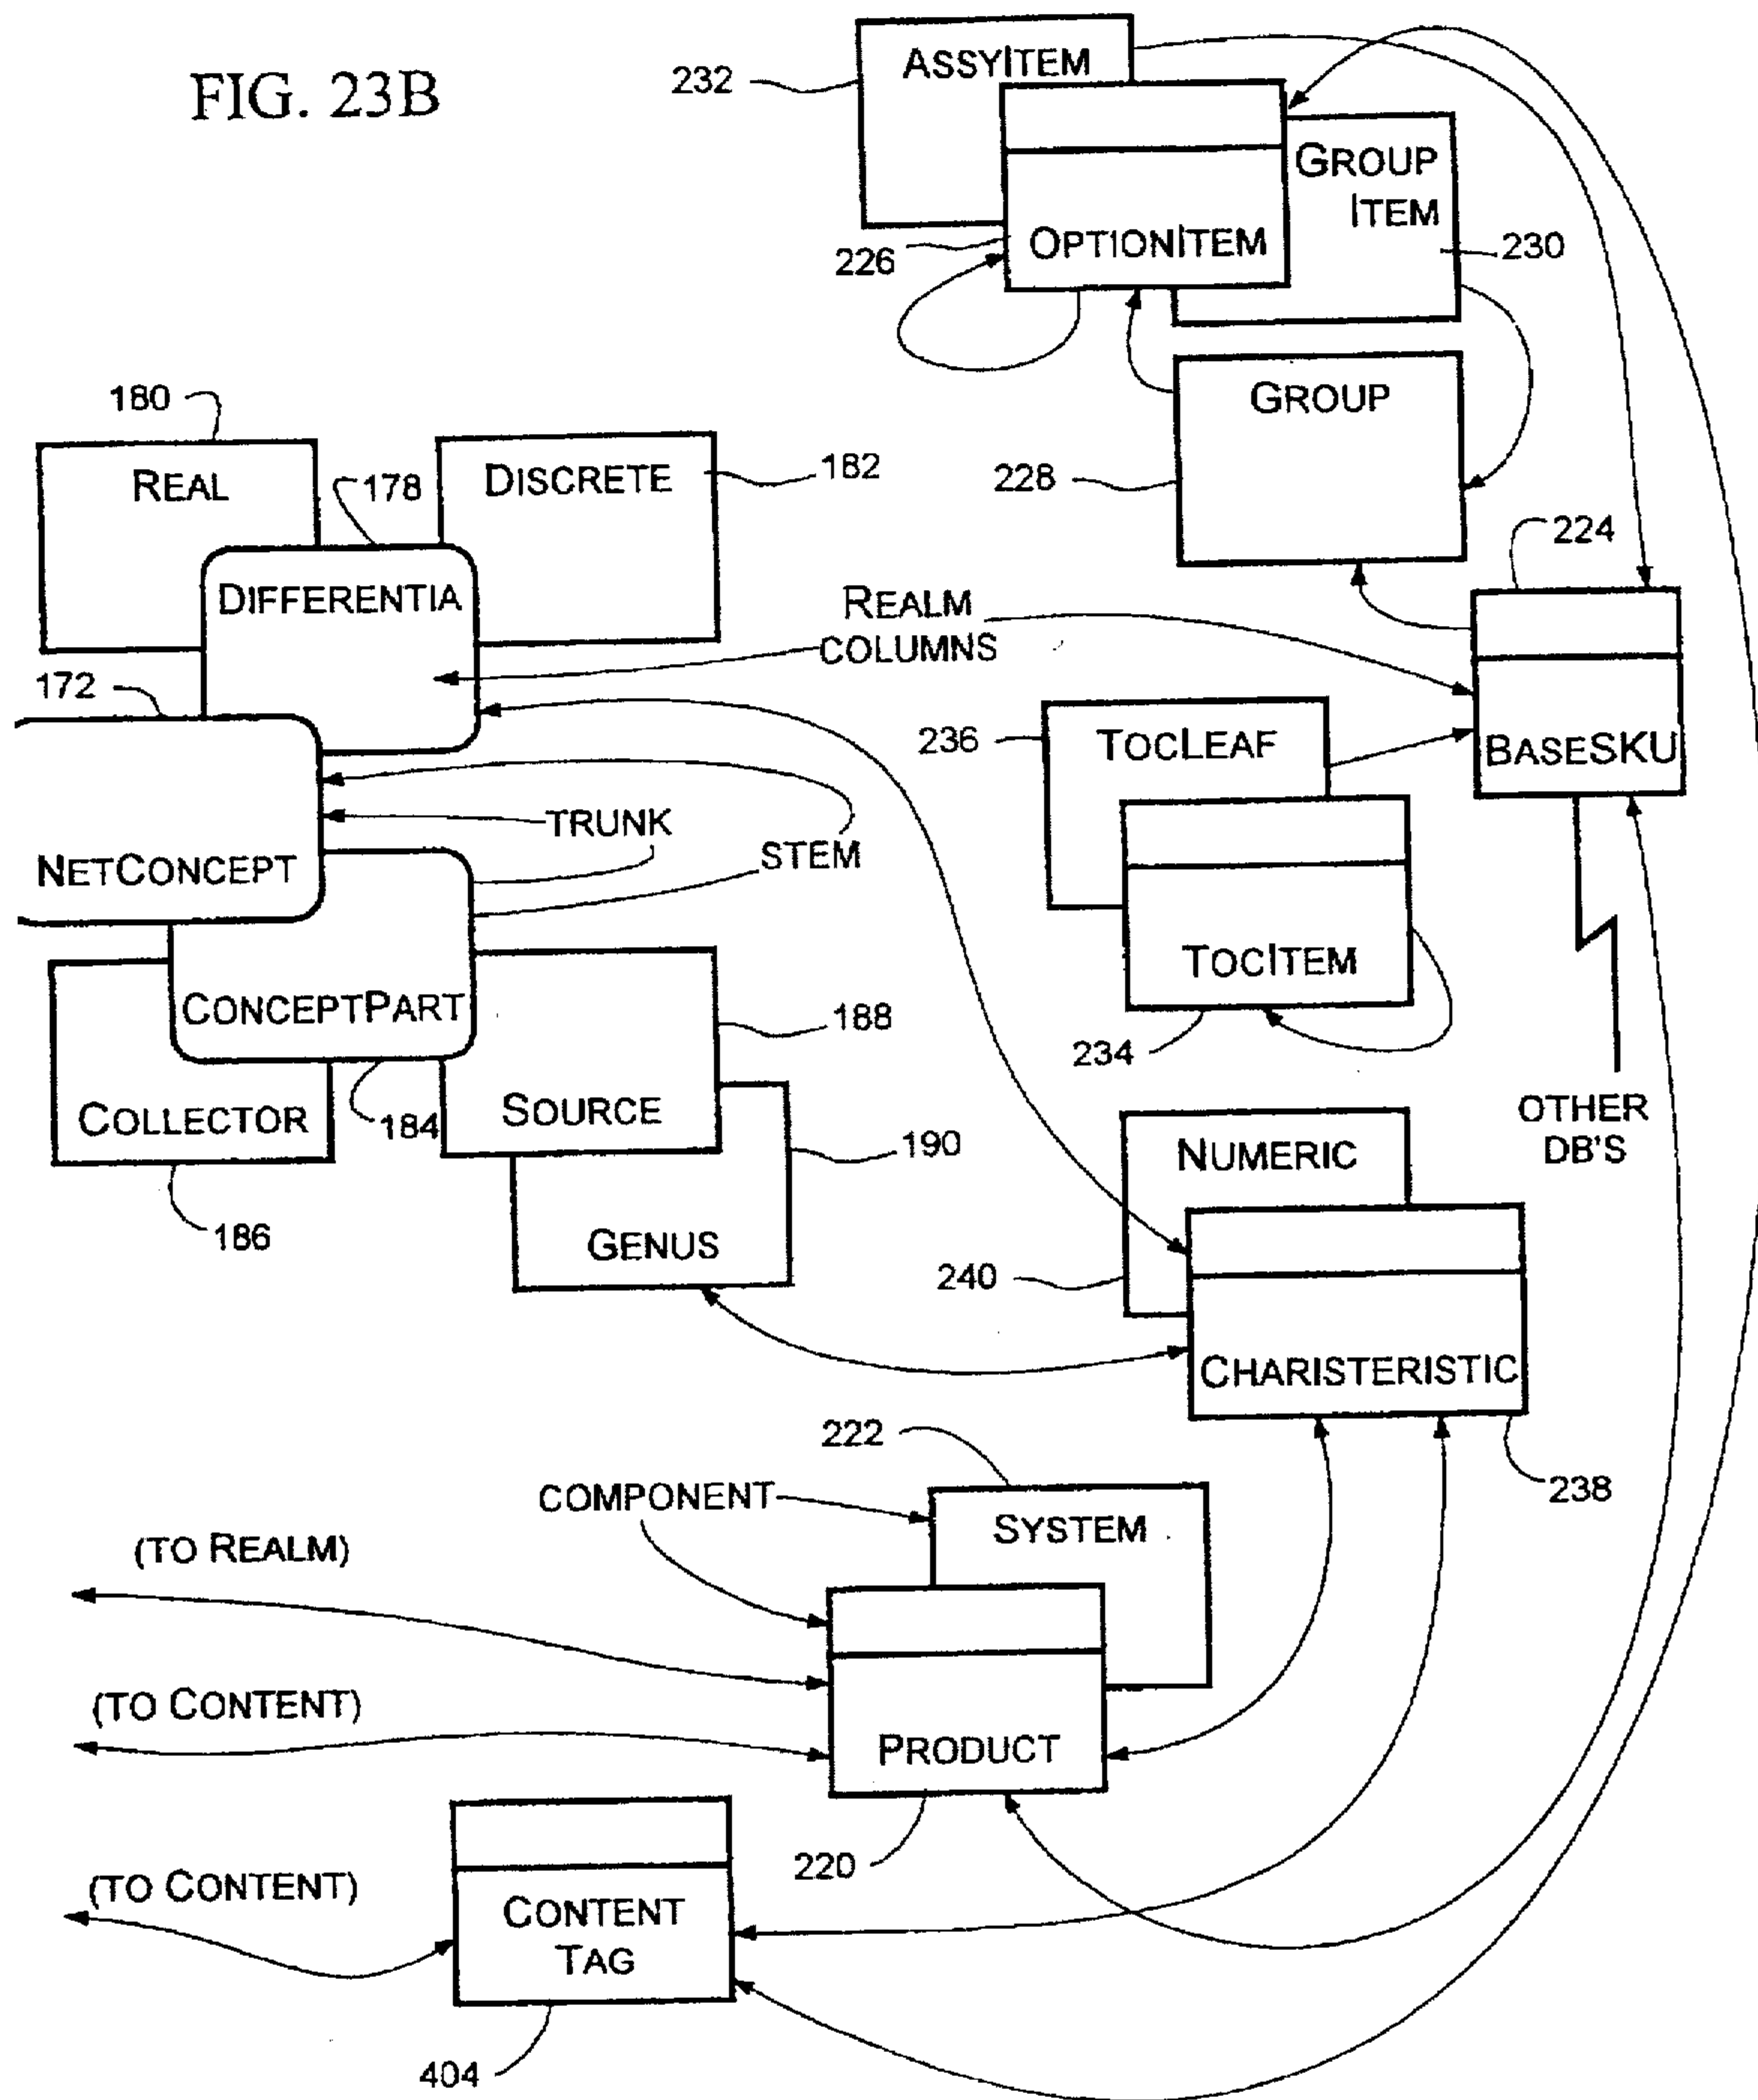 FIG. 23B
232
ASSYITEM
GROUP
ITEM
226
OPTIONITEM
230
180
REAL
178
DISCRETE
182
GROUP
228
224
DIFFERENTIA
REALM
COLUMNS
172
236
TOCLEAF
BASESKU
TRUNK
STEM
NETCONCEPT
TOCITEM
CONCEPTPART
188
234
COLLECTOR
184
SOURCE
OTHER
DB'S
190
NUMERIC
186
GENUS
240
CHARISTERISTIC
222
238
COMPONENT
SYSTEM
(TO REALM)
(TO CONTENT)
PRODUCT
220
(TO CONTENT)
CONTENT
TAG
404